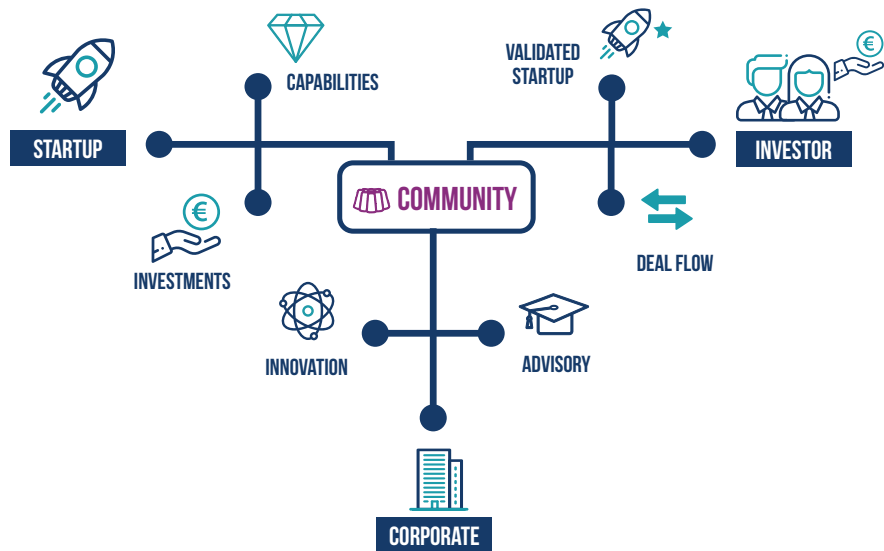 CAPABILITIES
VALIDATED
STARTUP
€
STARTUP
INVESTOR
COMMUNITY
€
INVESTMENTS
DEAL FLOW
INNOVATION
ADVISORY
CORPORATE